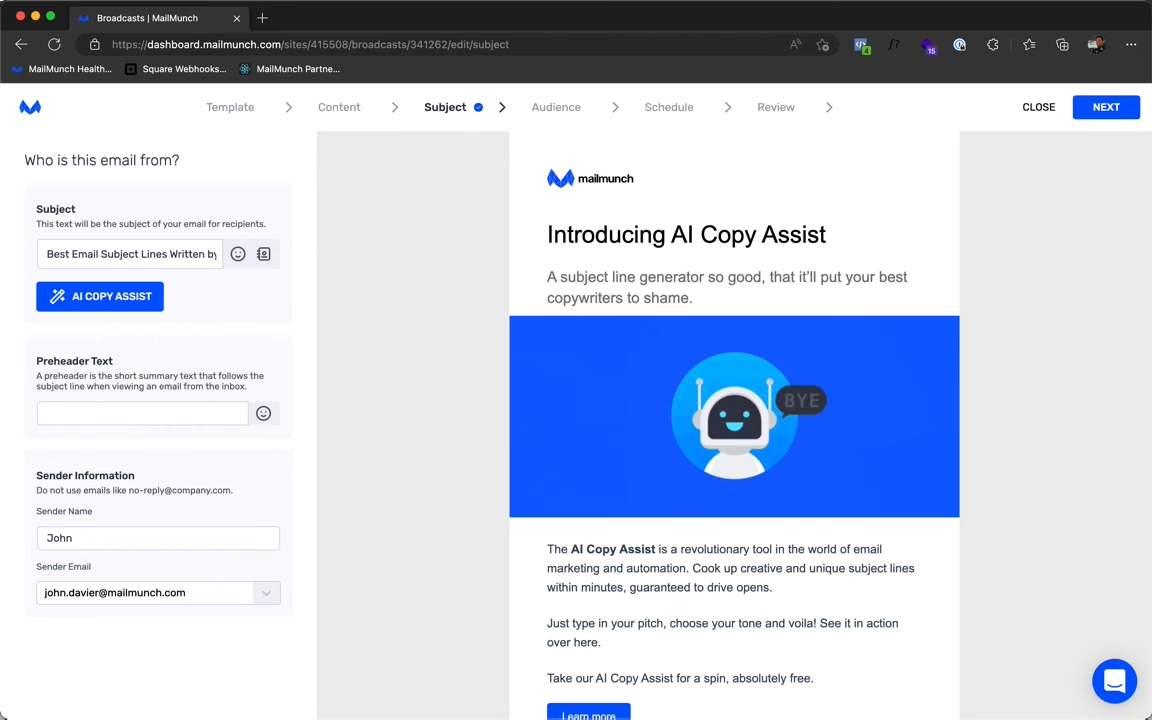 Broadcasts | MailMunch
https://dashboard.mailmunch.com/sites/415508/broadcasts/341262/edit/subject
4
15
MailMunch Health...
Square Webhooks...
MailMunch Partne...
Template
Content
Subject
Audience
Schedule
Review
CLOSE
NEXT
Who is this email from?
Subject
This text will be the subject of your email for recipients.
Best Email Subject Lines Written by
AI COPY ASSIST
Preheader Text
A preheader is the short summary text that follows the
subject line when viewing an email from the inbox.
Sender Information
Do not use emails like no-reply@company.com.
Sender Name
John
Sender Email
john.davier@mailmunch.com
mailmunch
Introducing AI Copy Assist
A subject line generator so good, that it’ll put your best
copywriters to shame.
BYE
The AI Copy Assist is a revolutionary tool in the world of email
marketing and automation. Cook up creative and unique subject lines
within minutes, guaranteed to drive opens.
Just type in your pitch, choose your tone and voila! See it in action
over here.
Take our AI Copy Assist for a spin, absolutely free.
Learn more